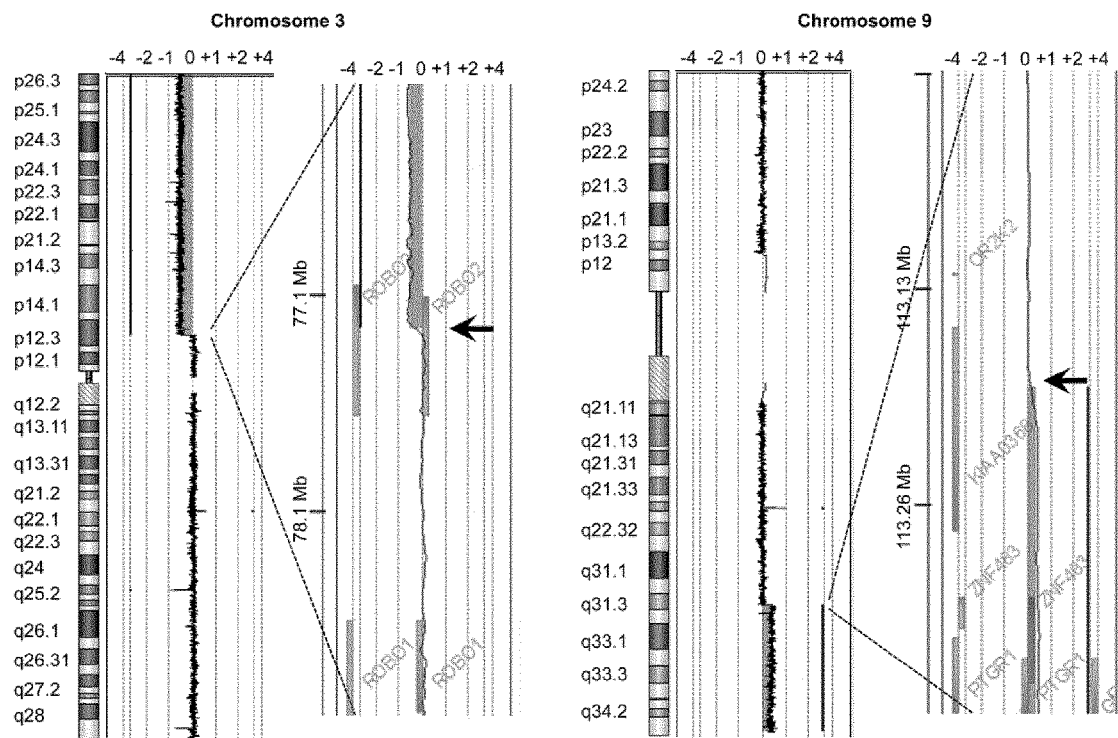 Chromosome 3
-4 -2 -1 0 +1 +2 +4
p26.3
p25.1
p24.3
p24.1
p22.3
p22.1
p21.2
p14.3
p14.1
p12.3
p12.1
q12.2
q13.11
q13.31
q21.2
q22.1
q22.3
q24
q25.2
q26.1
q26.31
q27.2
q28
-4 -2 -1 0 +1 +2 +4
77.1 Mb
78.1 Mb
ROBO2
ROBO2
ROBO1
ROBO1
Chromosome 9
-4 -2 -1 0 +1 +2 +4
p24.2
p23
p22.2
p21.3
p21.1
p13.2
p12
q21.11
q21.13
q21.31
q21.33
q22.32
q31.1
q31.3
q33.1
q33.3
q34.2
-4 -2 -1 0 +1 +2 +4
113.13 Mb
113.26 Mb
OR2K2
KIAA0368
ZNF483
ZNF483
PTGR1
PTGR1